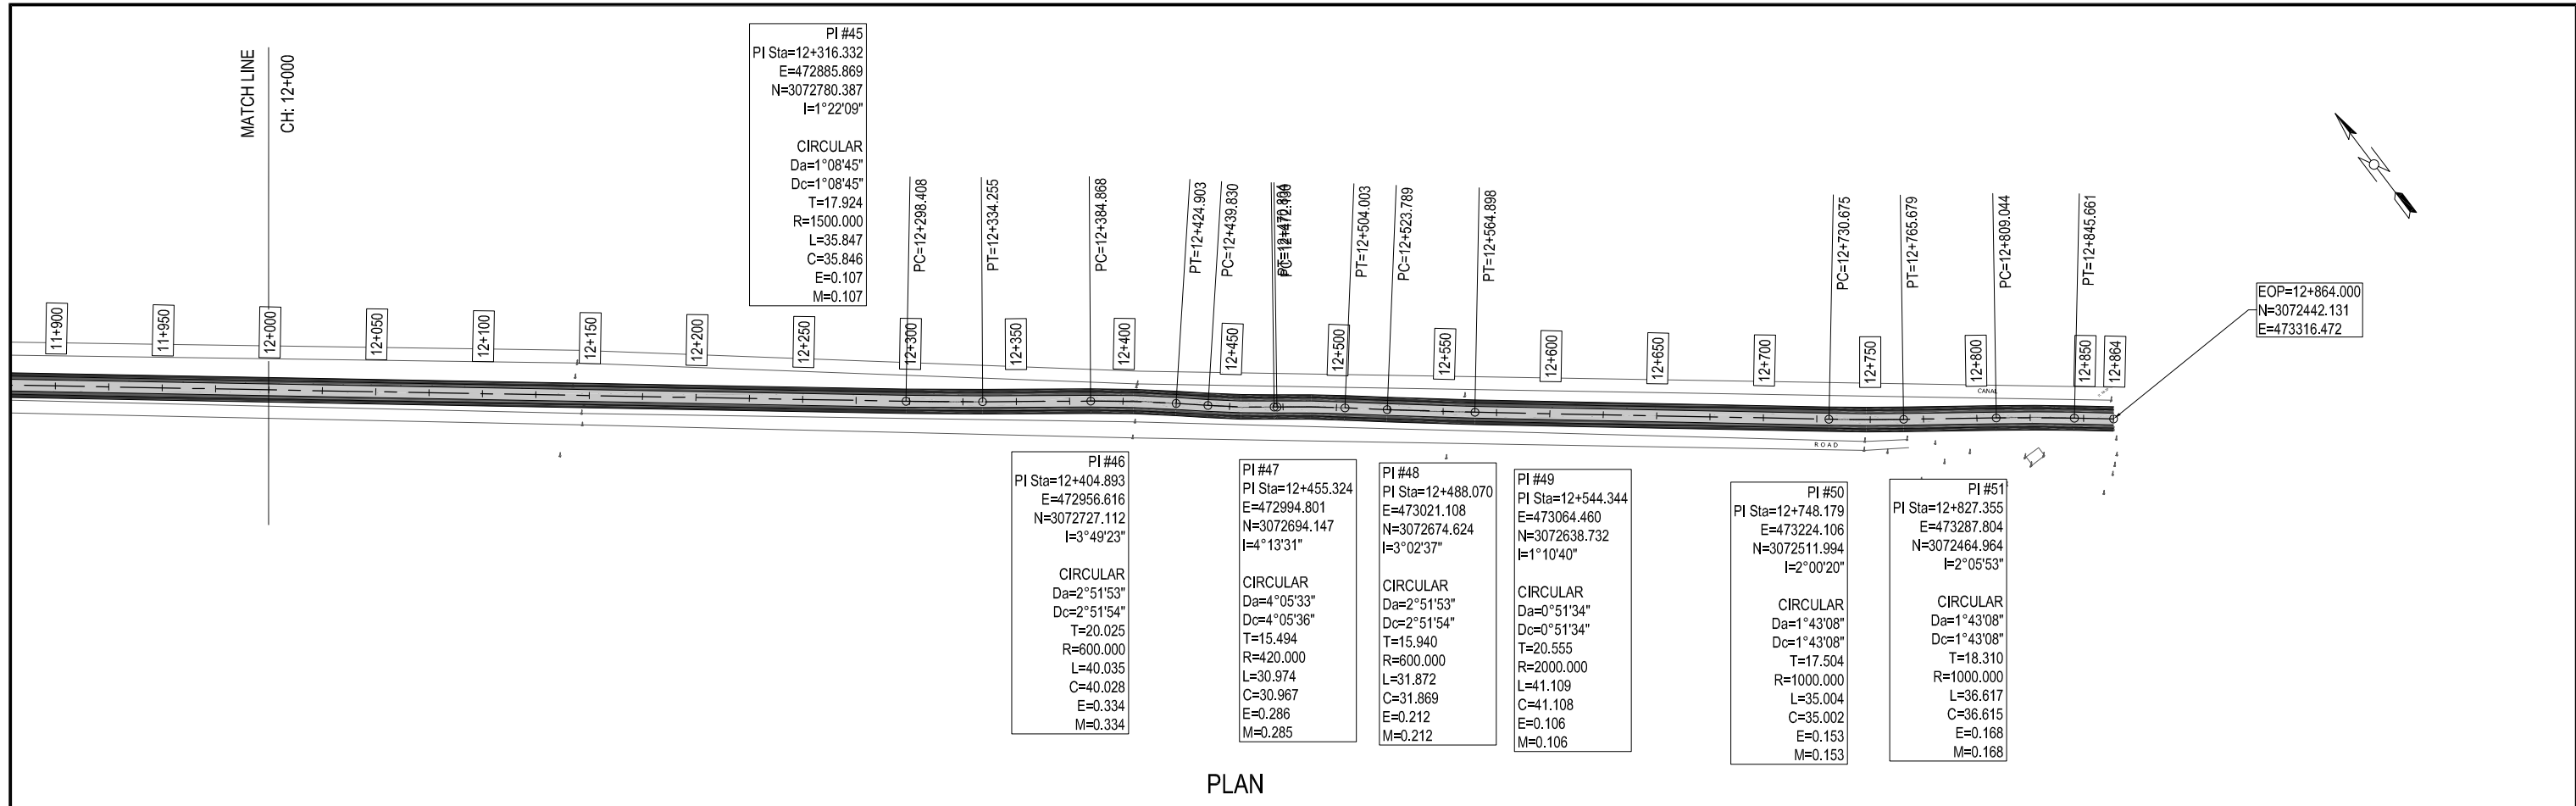 MATCH LINE
CH: 12+000
PI #45
PI Sta=12+316.332
E=472885.869
N=3072780.387
I=1°22'09"
CIRCULAR
Da=1°08'45"
Dc=1°08'45"
T=17.924
R=1500.000
L=35.847
C=35.846
E=0.107
M=0.107
PC=12+298.408
PT=12+334.255
PC=12+384.868
PT=12+424.903
PC=12+439.830
PT=12+504.003
PC=12+523.789
PT=12+564.898
PC=12+730.675
PT=12+765.679
PC=12+809.044
PT=12+845.661
EOP=12+864.000
N=3072442.131
E=473316.472
11+900
11+950
12+000
12+050
12+100
12+150
12+200
12+250
12+300
12+350
12+400
12+450
12+500
12+550
12+600
12+650
12+700
12+750
12+800
12+850
12+864
CANAL
ROAD
PI #46
PI Sta=12+404.893
E=472956.616
N=3072727.112
I=3°49'23"
CIRCULAR
Da=2°51'53"
Dc=2°51'54"
T=20.025
R=600.000
L=40.035
C=40.028
E=0.334
M=0.334
PI #47
PI Sta=12+455.324
E=472994.801
N=3072694.147
I=4°13'31"
CIRCULAR
Da=4°05'33"
Dc=4°05'36"
T=15.494
R=420.000
L=30.974
C=30.967
E=0.286
M=0.285
PI #48
PI Sta=12+488.070
E=473021.108
N=3072674.624
I=3°02'37"
CIRCULAR
Da=2°51'53"
Dc=2°51'54"
T=15.940
R=600.000
L=31.872
C=31.869
E=0.212
M=0.212
PI #49
PI Sta=12+544.344
E=473064.460
N=3072638.732
I=1°10'40"
CIRCULAR
Da=0°51'34"
Dc=0°51'34"
T=20.555
R=2000.000
L=41.109
C=41.108
E=0.106
M=0.106
PI #50
PI Sta=12+748.179
E=473224.106
N=3072511.994
I=2°00'20"
CIRCULAR
Da=1°43'08"
Dc=1°43'08"
T=17.504
R=1000.000
L=35.004
C=35.002
E=0.153
M=0.153
PI #51
PI Sta=12+827.355
E=473287.804
N=3072464.964
I=2°05'53"
CIRCULAR
Da=1°43'08"
Dc=1°43'08"
T=18.310
R=1000.000
L=36.617
C=36.615
E=0.168
M=0.168
PLAN